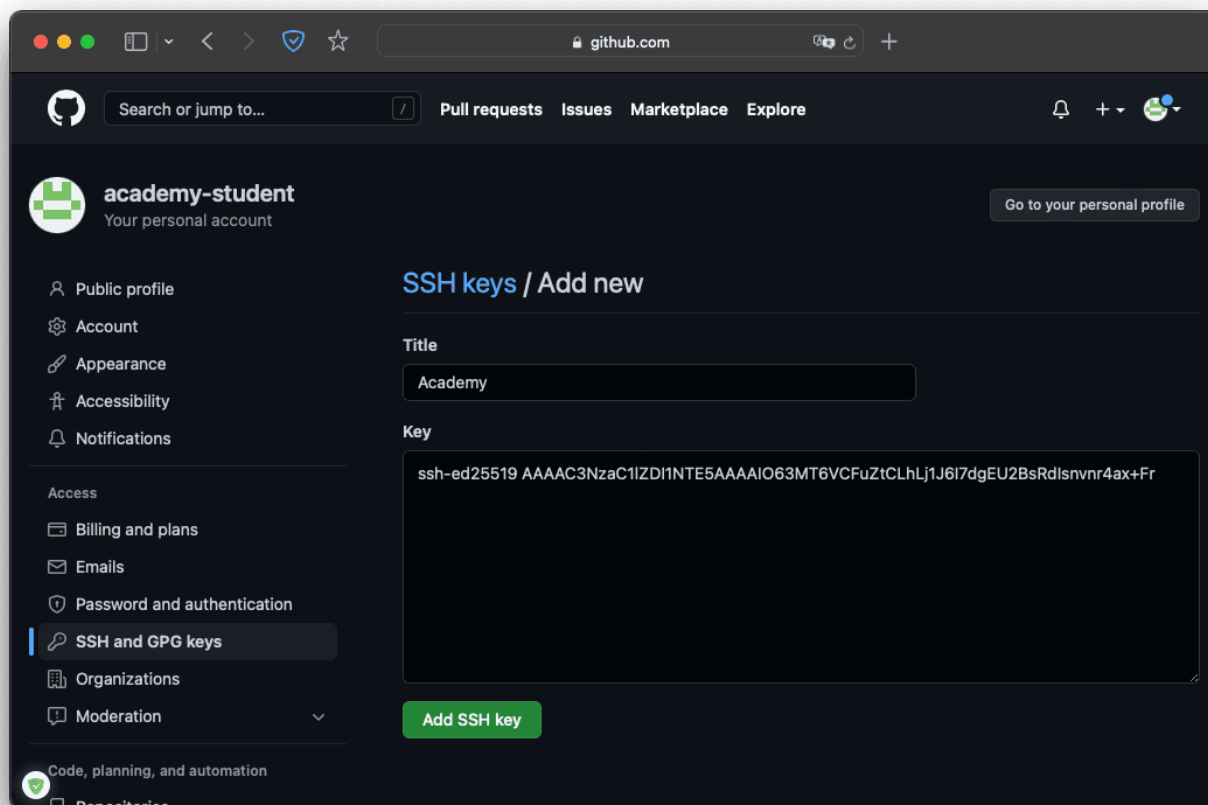 github.com
Search or jump to...
/
Pull requests
Issues
Marketplace
Explore
academy-student
Your personal account
Go to your personal profile
Public profile
Account
Appearance
Accessibility
Notifications
Access
Billing and plans
Emails
Password and authentication
SSH and GPG keys
Organizations
Moderation
Code, planning, and automation
Repositories
SSH keys / Add new
Title
Academy
Key
ssh-ed25519 AAAAC3NzaC1lZDI1NTE5AAAAIO63MT6VCFuZtCLhLj1J6I7dgEU2BsRdIsnvnr4ax+Fr
Add SSH key